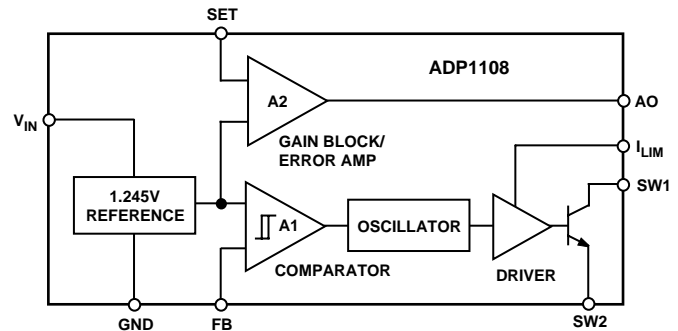 SET
ADP1108
A2
AO
V_IN
GAIN BLOCK/
ERROR AMP
I_LIM
SW1
1.245V
REFERENCE
A1
OSCILLATOR
COMPARATOR
DRIVER
GND
FB
SW2